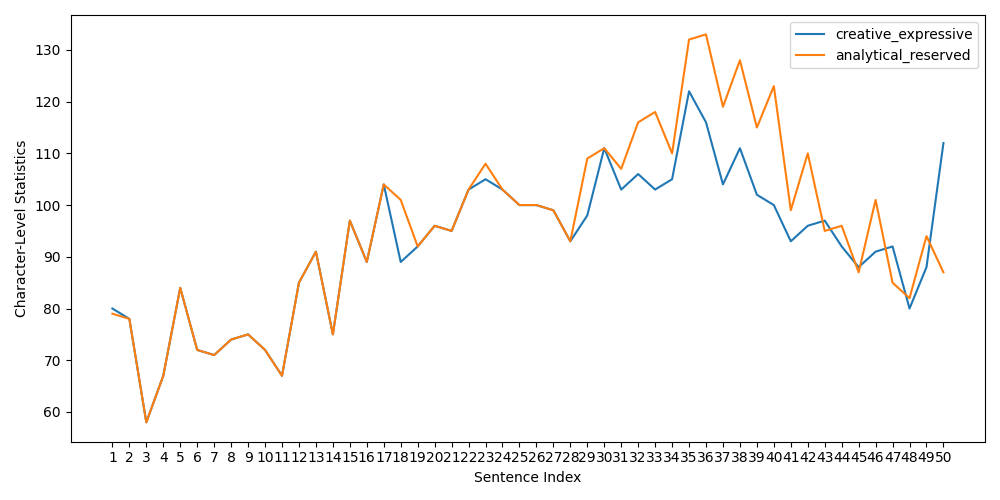 creative_expressive
analytical_reserved
Character-Level Statistics
130
120
110
100
90
80
70
60
1 2 3 4 5 6 7 8 9 10 11 12 13 14 15 16 17 18 19 20 21 22 23 24 25 26 27 28 29 30 31 32 33 34 35 36 37 38 39 40 41 42 43 44 45 46 47 48 49 50
Sentence Index